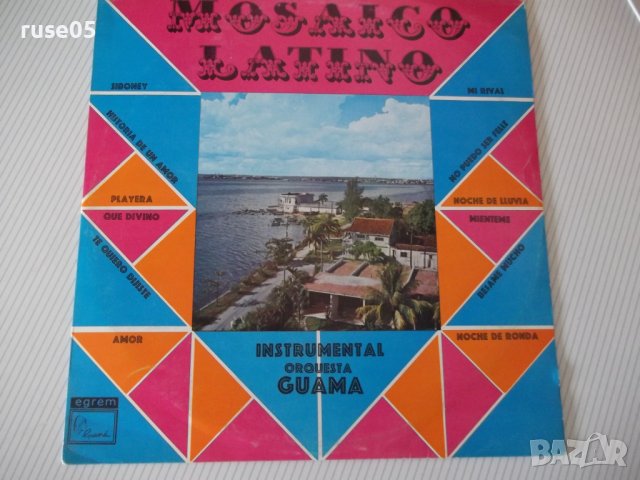 ruse05
MOSAICO
LATINO
SIBONEY
MI RIVAL
HISTORIA DE UN AMOR
NO PUEDO SER FELIZ
PLAYERA
NOCHE DE LLUVIA
QUE DIVINO
MIENTEME
TE QUIERO DIJISTE
BESAME MUCHO
AMOR
NOCHE DE RONDA
INSTRUMENTAL
ORQUESTA
GUAMA
egrem
BAZAR
bg